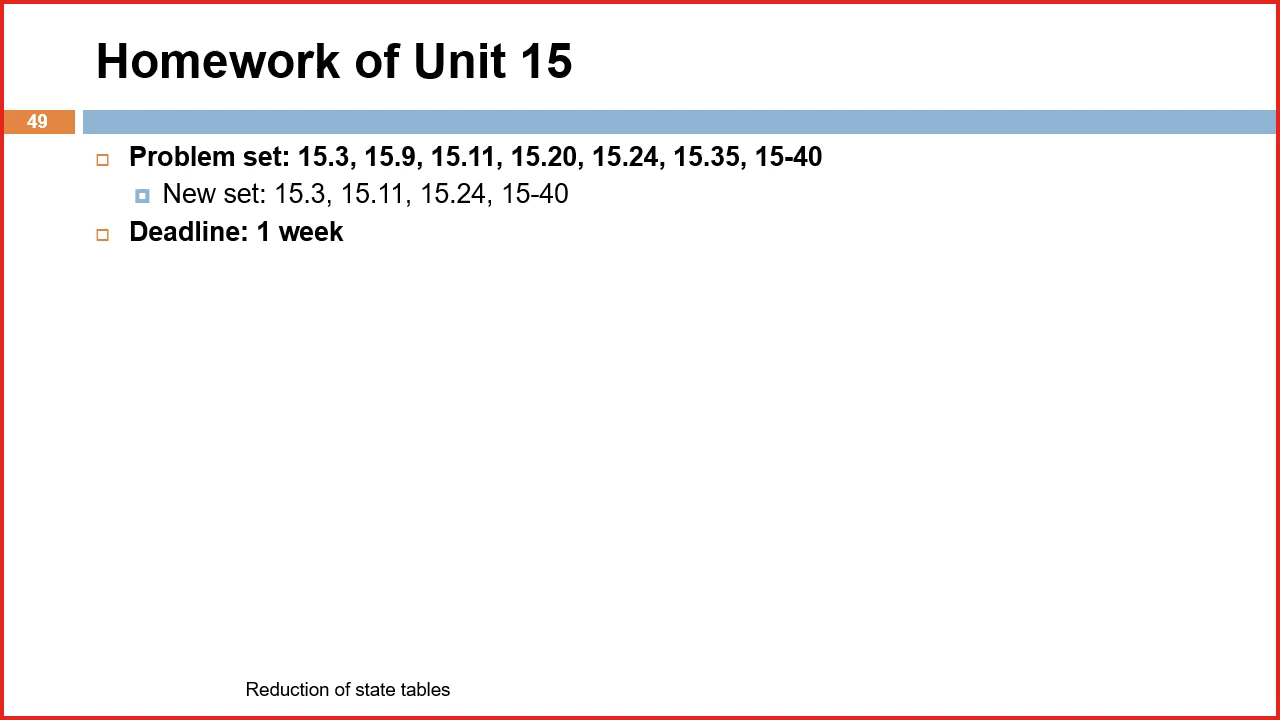 Homework of Unit 15
49
Problem set: 15.3, 15.9, 15.11, 15.20, 15.24, 15.35, 15-40
New set: 15.3, 15.11, 15.24, 15-40
Deadline: 1 week
Reduction of state tables